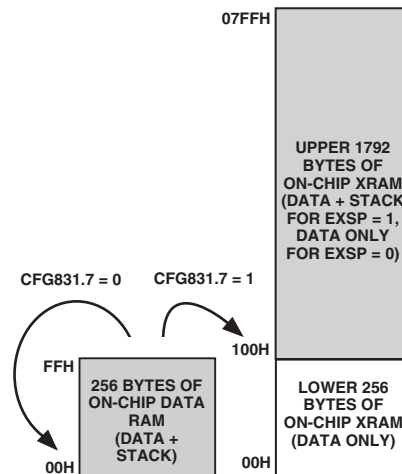 07FFH
UPPER 1792
BYTES OF
ON-CHIP XRAM
(DATA + STACK
FOR EXSP = 1,
DATA ONLY
FOR EXSP = 0)
CFG831.7 = 0
CFG831.7 = 1
100H
FFH
256 BYTES OF
ON-CHIP DATA
RAM
(DATA +
STACK)
00H
LOWER 256
BYTES OF
ON-CHIP XRAM
(DATA ONLY)
00H